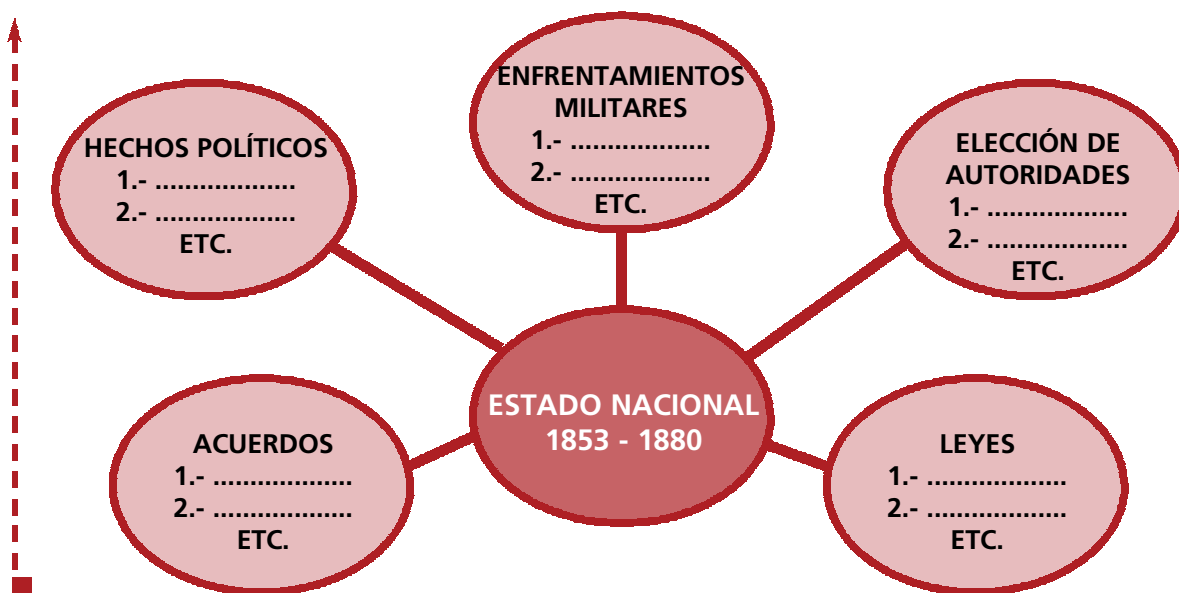 HECHOS POLÍTICOS
1.- ...................
2.- ...................
ETC.
ENFRENTAMIENTOS
MILITARES
1.- ...................
2.- ...................
ETC.
ELECCIÓN DE
AUTORIDADES
1.- ...................
2.- ...................
ETC.
ESTADO NACIONAL
1853 - 1880
ACUERDOS
1.- ...................
2.- ...................
ETC.
LEYES
1.- ...................
2.- ...................
ETC.